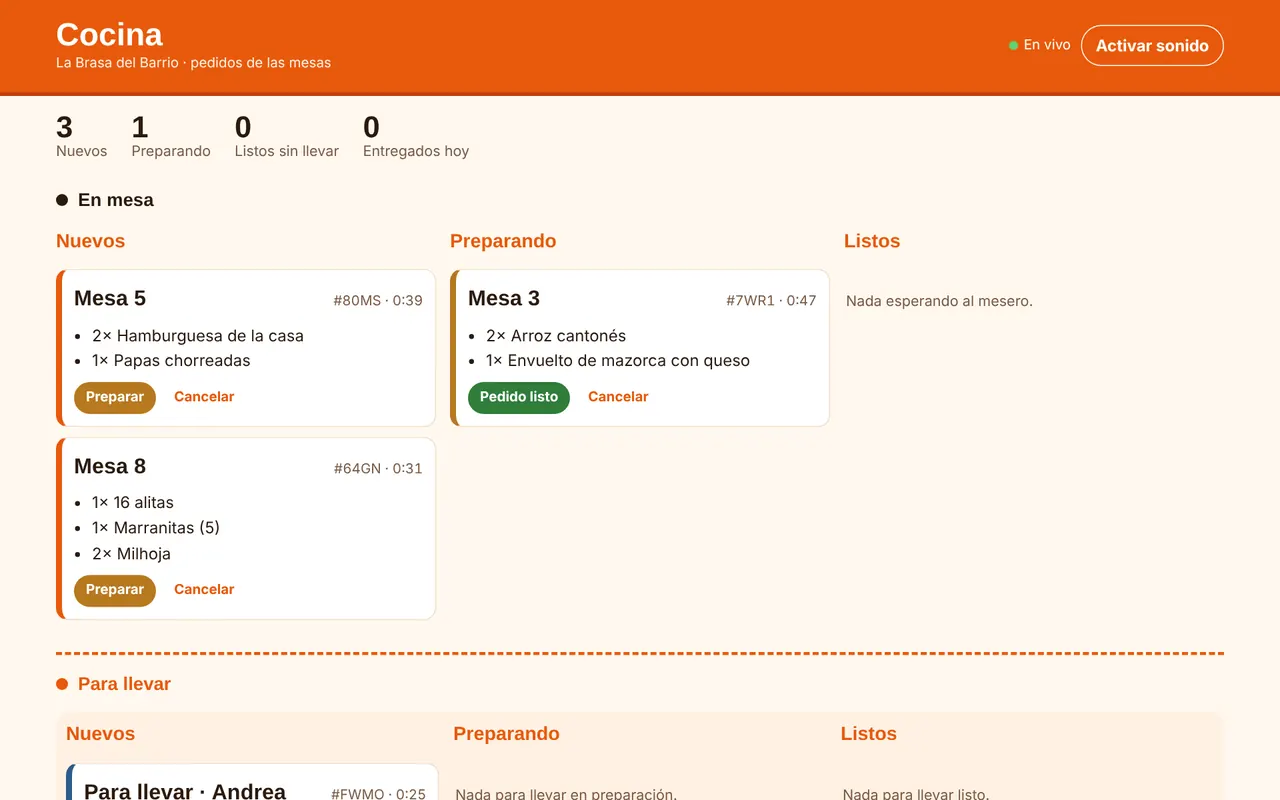 Cocina
La Brasa del Barrio · pedidos de las mesas
En vivo
Activar sonido
3
Nuevos
1
Preparando
0
Listos sin llevar
0
Entregados hoy
En mesa
Nuevos
Mesa 5
#80MS · 0:39
2× Hamburguesa de la casa
1× Papas chorreadas
Preparar
Cancelar
Mesa 8
#64GN · 0:31
1× 16 alitas
1× Marranitas (5)
2× Milhoja
Preparar
Cancelar
Preparando
Mesa 3
#7WR1 · 0:47
2× Arroz cantonés
1× Envuelto de mazorca con queso
Pedido listo
Cancelar
Listos
Nada esperando al mesero.
Para llevar
Nuevos
Para llevar · Andrea
#FWMO · 0:25
Preparando
Nada para llevar en preparación.
Listos
Nada para llevar listo.